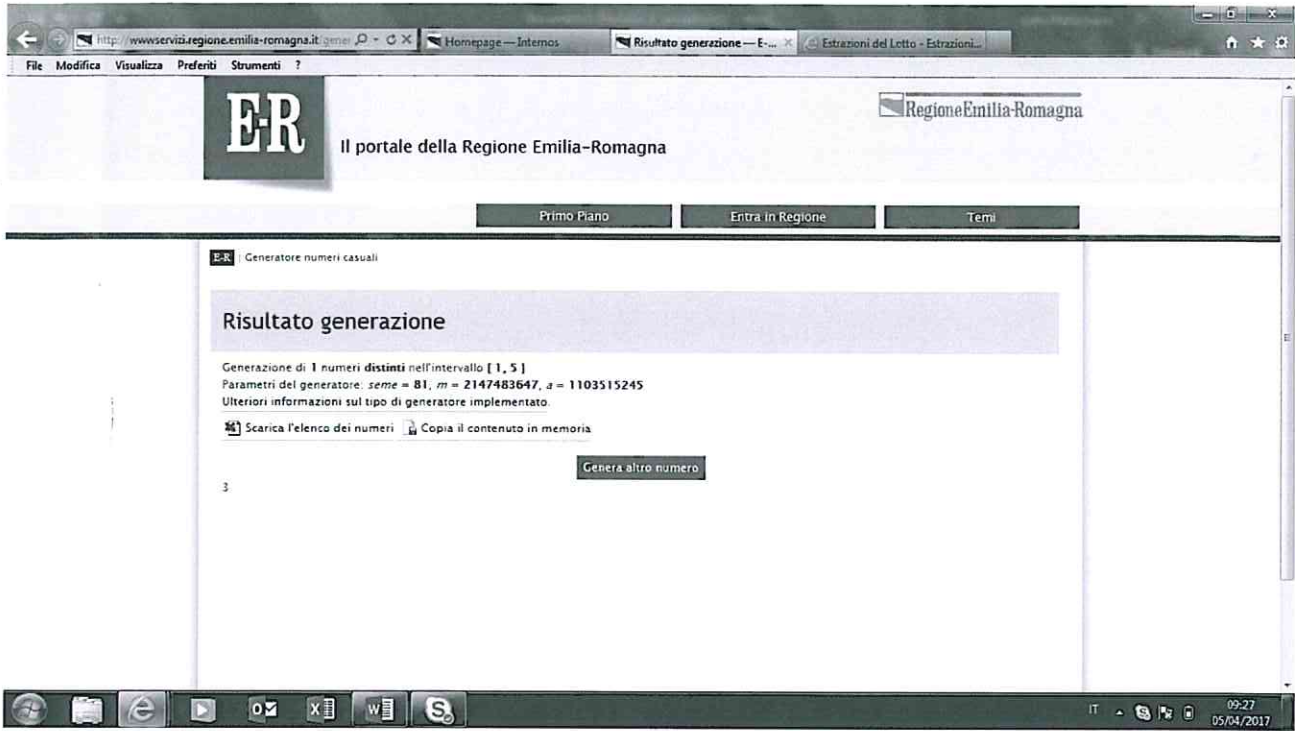 http://wwwservizi.regione.emilia-romagna.it/gener
Homepage — Internos
Risultato generazione — E-...
Estrazioni del Lotto - Estrazioni...
File Modifica Visualizza Preferiti Strumenti ?
E-R
Il portale della Regione Emilia-Romagna
RegioneEmilia-Romagna
Primo Piano
Entra in Regione
Temi
E-R | Generatore numeri casuali
Risultato generazione
Generazione di 1 numeri distinti nell'intervallo [ 1, 5 ]
Parametri del generatore: seme = 81, m = 2147483647, a = 1103515245
Ulteriori informazioni sul tipo di generatore implementato.
Scarica l'elenco dei numeri Copia il contenuto in memoria
Genera altro numero
3
IT
09:27
05/04/2017